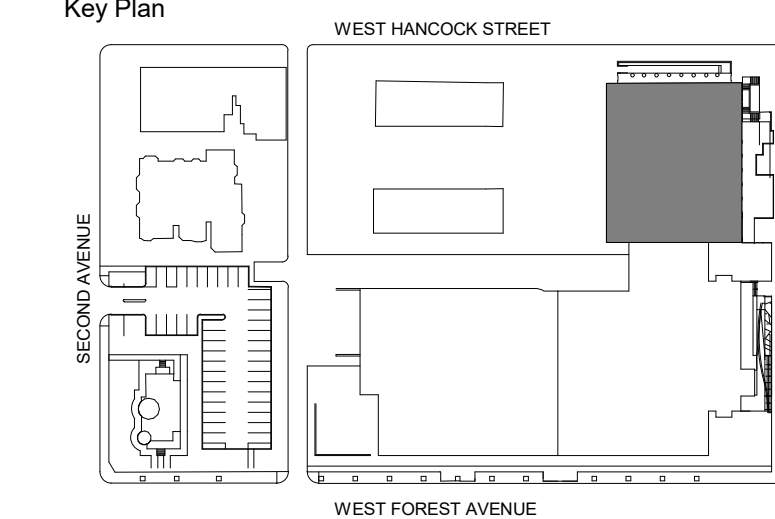 Key Plan
WEST HANCOCK STREET
SECOND AVENUE
WEST FOREST AVENUE